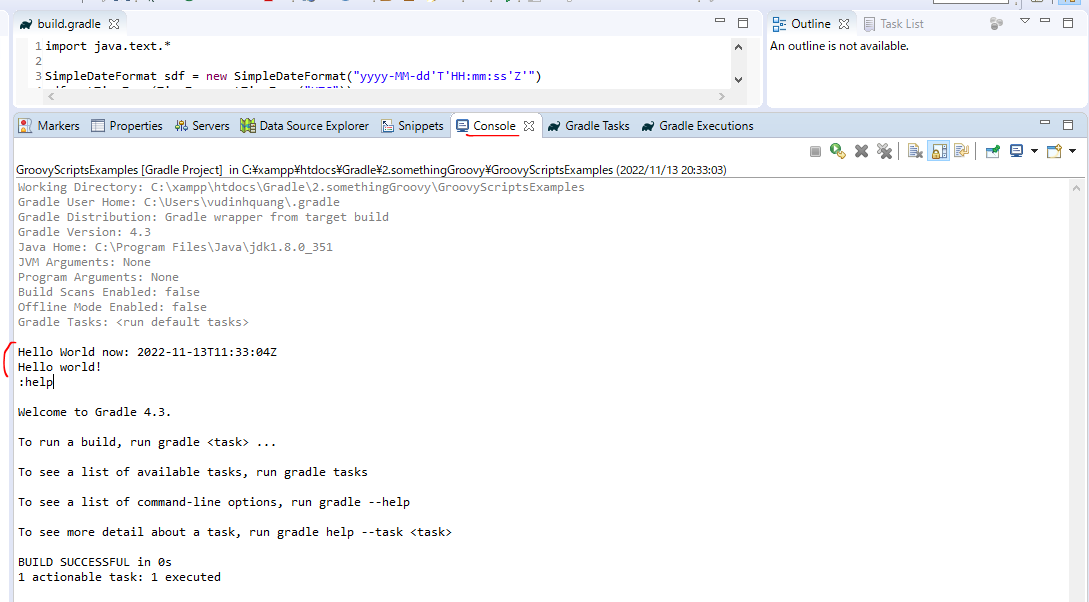 build.gradle
1 import java.text.*
2
3 SimpleDateFormat sdf = new SimpleDateFormat("yyyy-MM-dd'T'HH:mm:ss'Z'")
Outline Task List
An outline is not available.
Markers Properties Servers Data Source Explorer Snippets Console Gradle Tasks Gradle Executions
GroovyScriptsExamples [Gradle Project] in C:¥xampp¥htdocs¥Gradle¥2.somethingGroovy¥GroovyScriptsExamples (2022/11/13 20:33:03)
Working Directory: C:\xampp\htdocs\Gradle\2.somethingGroovy\GroovyScriptsExamples
Gradle User Home: C:\Users\vudinhquang\.gradle
Gradle Distribution: Gradle wrapper from target build
Gradle Version: 4.3
Java Home: C:\Program Files\Java\jdk1.8.0_351
JVM Arguments: None
Program Arguments: None
Build Scans Enabled: false
Offline Mode Enabled: false
Gradle Tasks: <run default tasks>
Hello World now: 2022-11-13T11:33:04Z
Hello world!
:help
Welcome to Gradle 4.3.
To run a build, run gradle <task> ...
To see a list of available tasks, run gradle tasks
To see a list of command-line options, run gradle --help
To see more detail about a task, run gradle help --task <task>
BUILD SUCCESSFUL in 0s
1 actionable task: 1 executed